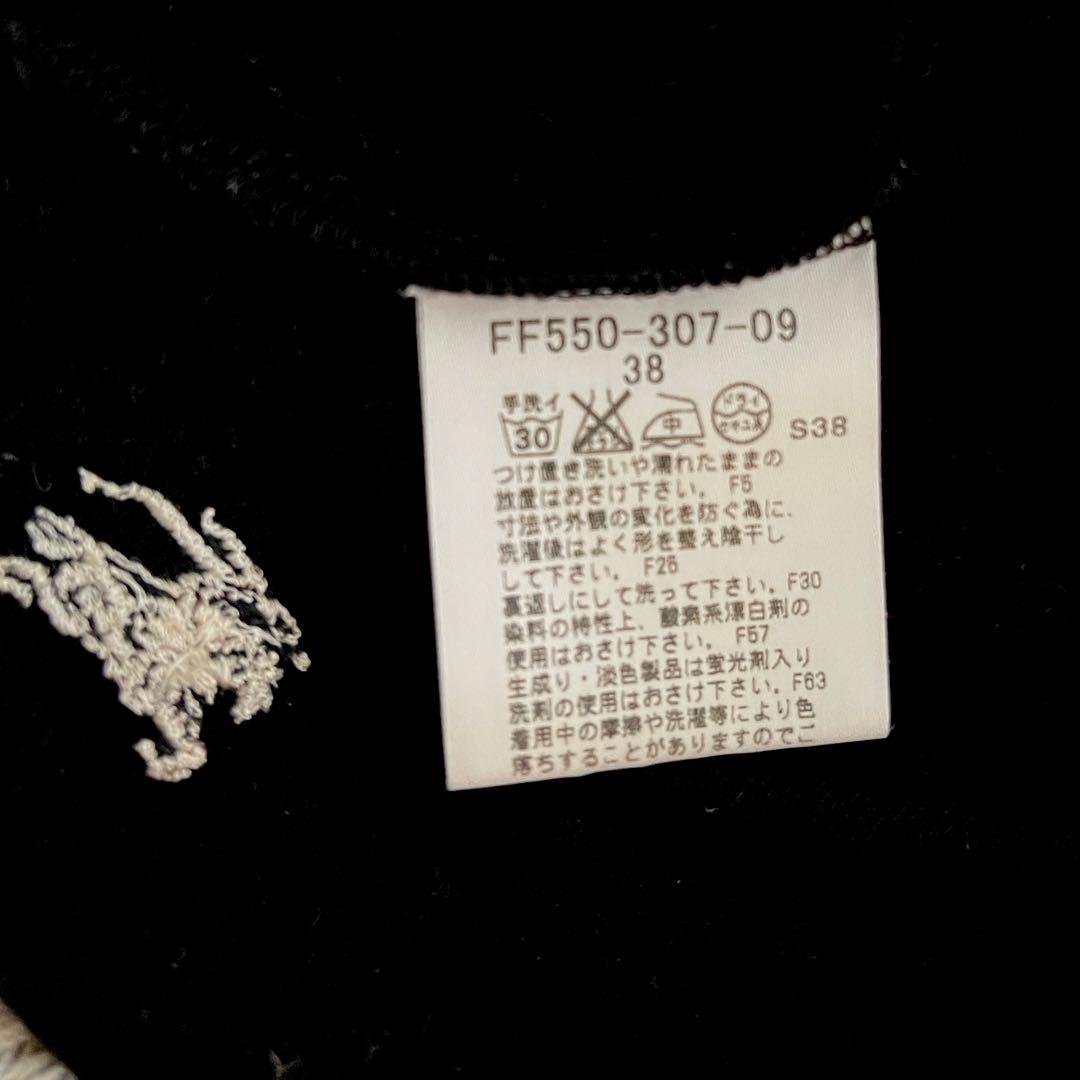 FF550-307-09
38
手洗イ
30 エンソサラシ 中 ドライ
セキユ系 S38
つけ置き洗いや濡れたままの
放置はおさけ下さい。 F5
寸法や外観の変化を防ぐ為に、
洗濯後はよく形を整え陰干し
して下さい。 F26
裏返しにして洗って下さい。F30
染料の特性上、酸素系漂白剤の
使用はおさけ下さい。 F57
生成り・淡色製品は蛍光剤入り
洗剤の使用はおさけ下さい。F63
着用中の摩擦や洗濯等により色
落ちすることがありますのでご